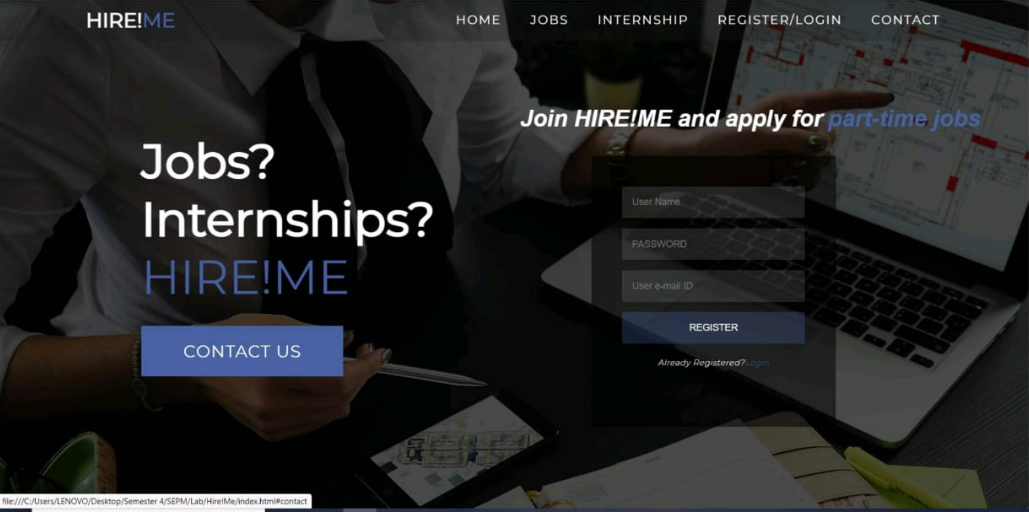 HIRE!ME HOME JOBS INTERNSHIP REGISTER/LOGIN CONTACT
Join HIRE!ME and apply for part-time jobs
Jobs?
Internships?
HIRE!ME
CONTACT US
User Name
PASSWORD
User e-mail ID
REGISTER
Already Registered?Login
file:///C:/Users/LENOVO/Desktop/Semester 4/SEPM/Lab/Hire!Me/index.html#contact